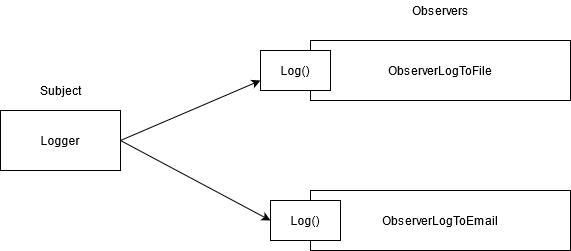 Observers
Log()
ObserverLogToFile
Subject
Logger
Log()
ObserverLogToEmail